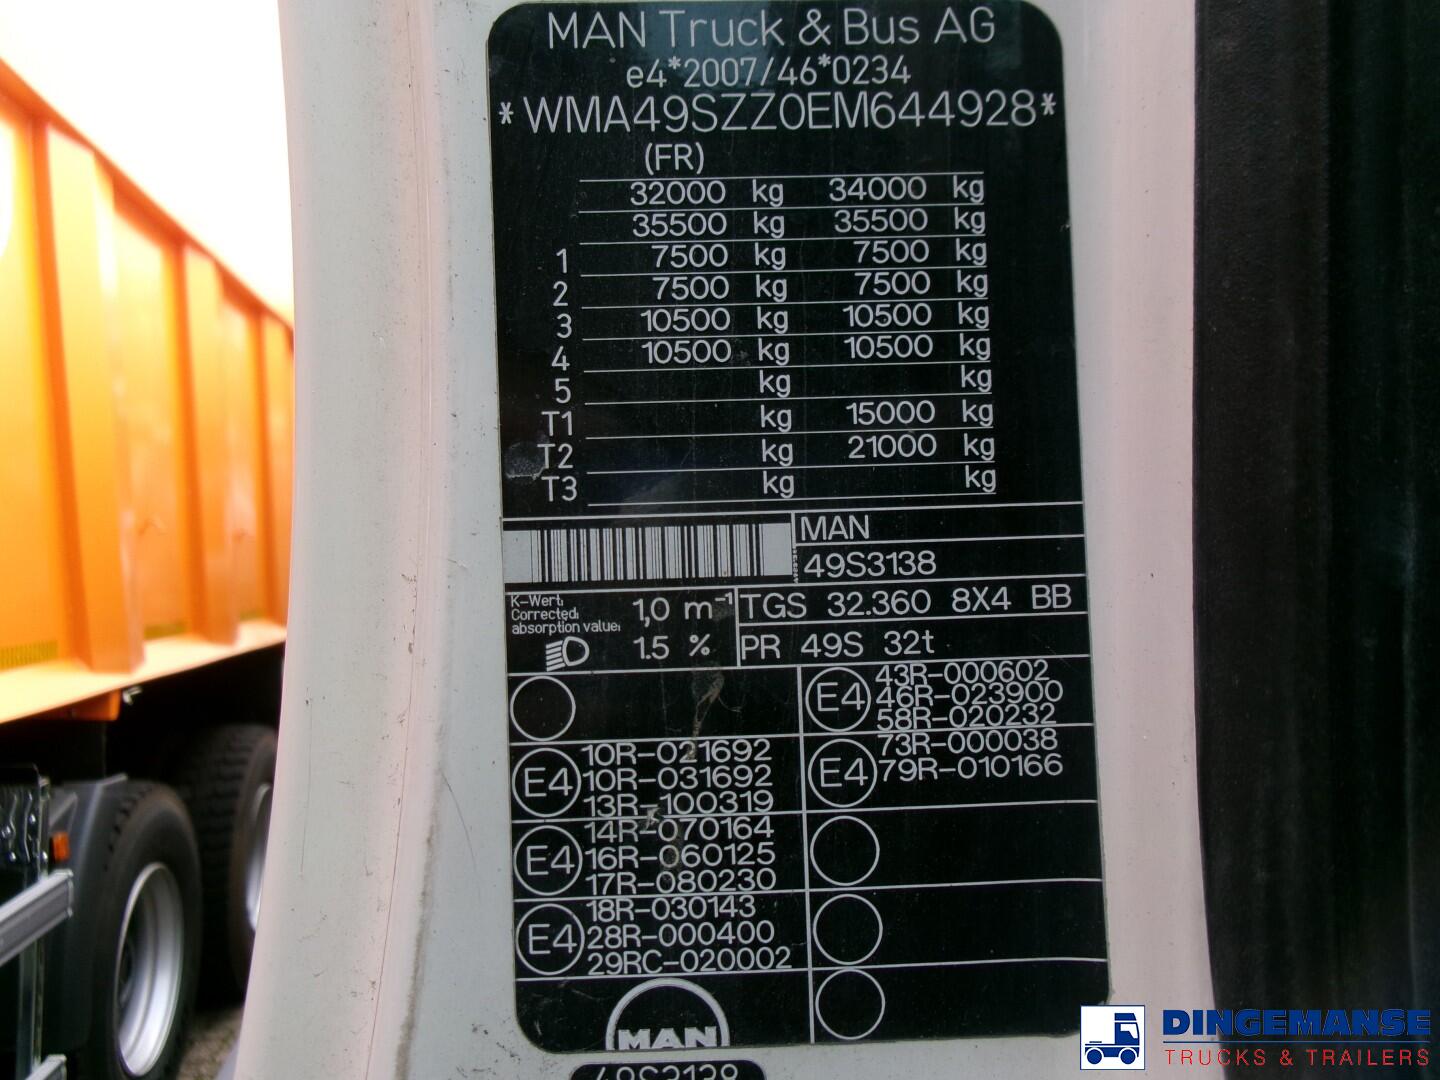 MAN Truck & Bus AG
e4*2007/46*0234
*WMA49SZZ0EM644928*
(FR)
32000 kg 34000 kg
35500 kg 35500 kg
1 7500 kg 7500 kg
2 7500 kg 7500 kg
3 10500 kg 10500 kg
4 10500 kg 10500 kg
5 kg kg
T1 kg 15000 kg
T2 kg 21000 kg
T3 kg kg
MAN
49S3138
K-Wert:
Corrected:
absorption value:
1,0 m⁻¹
1.5 %
TGS 32.360 8X4 BB
PR 49S 32t
E4 43R-000602
46R-023900
58R-020232
E4 73R-000038
79R-010166
E4 10R-021692
10R-031692
13R-100319
E4 14R-070164
16R-060125
17R-080230
E4 18R-030143
28R-000400
29RC-020002
MAN
49S3138
DINGEMANSE
TRUCKS & TRAILERS